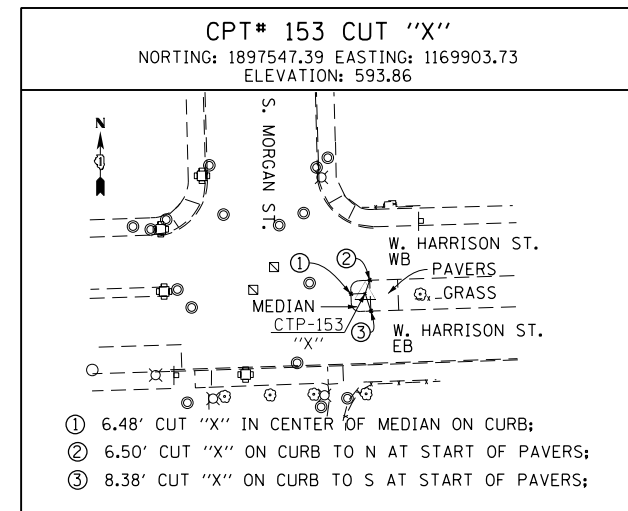 CPT# 153 CUT "X"
NORTING: 1897547.39 EASTING: 1169903.73
ELEVATION: 593.86
N
S. MORGAN ST.
W. HARRISON ST.
WB
① ②
PAVERS
GRASS
MEDIAN
CTP-153
"X"
③
W. HARRISON ST.
EB
① 6.48' CUT "X" IN CENTER OF MEDIAN ON CURB;
② 6.50' CUT "X" ON CURB TO N AT START OF PAVERS;
③ 8.38' CUT "X" ON CURB TO S AT START OF PAVERS;